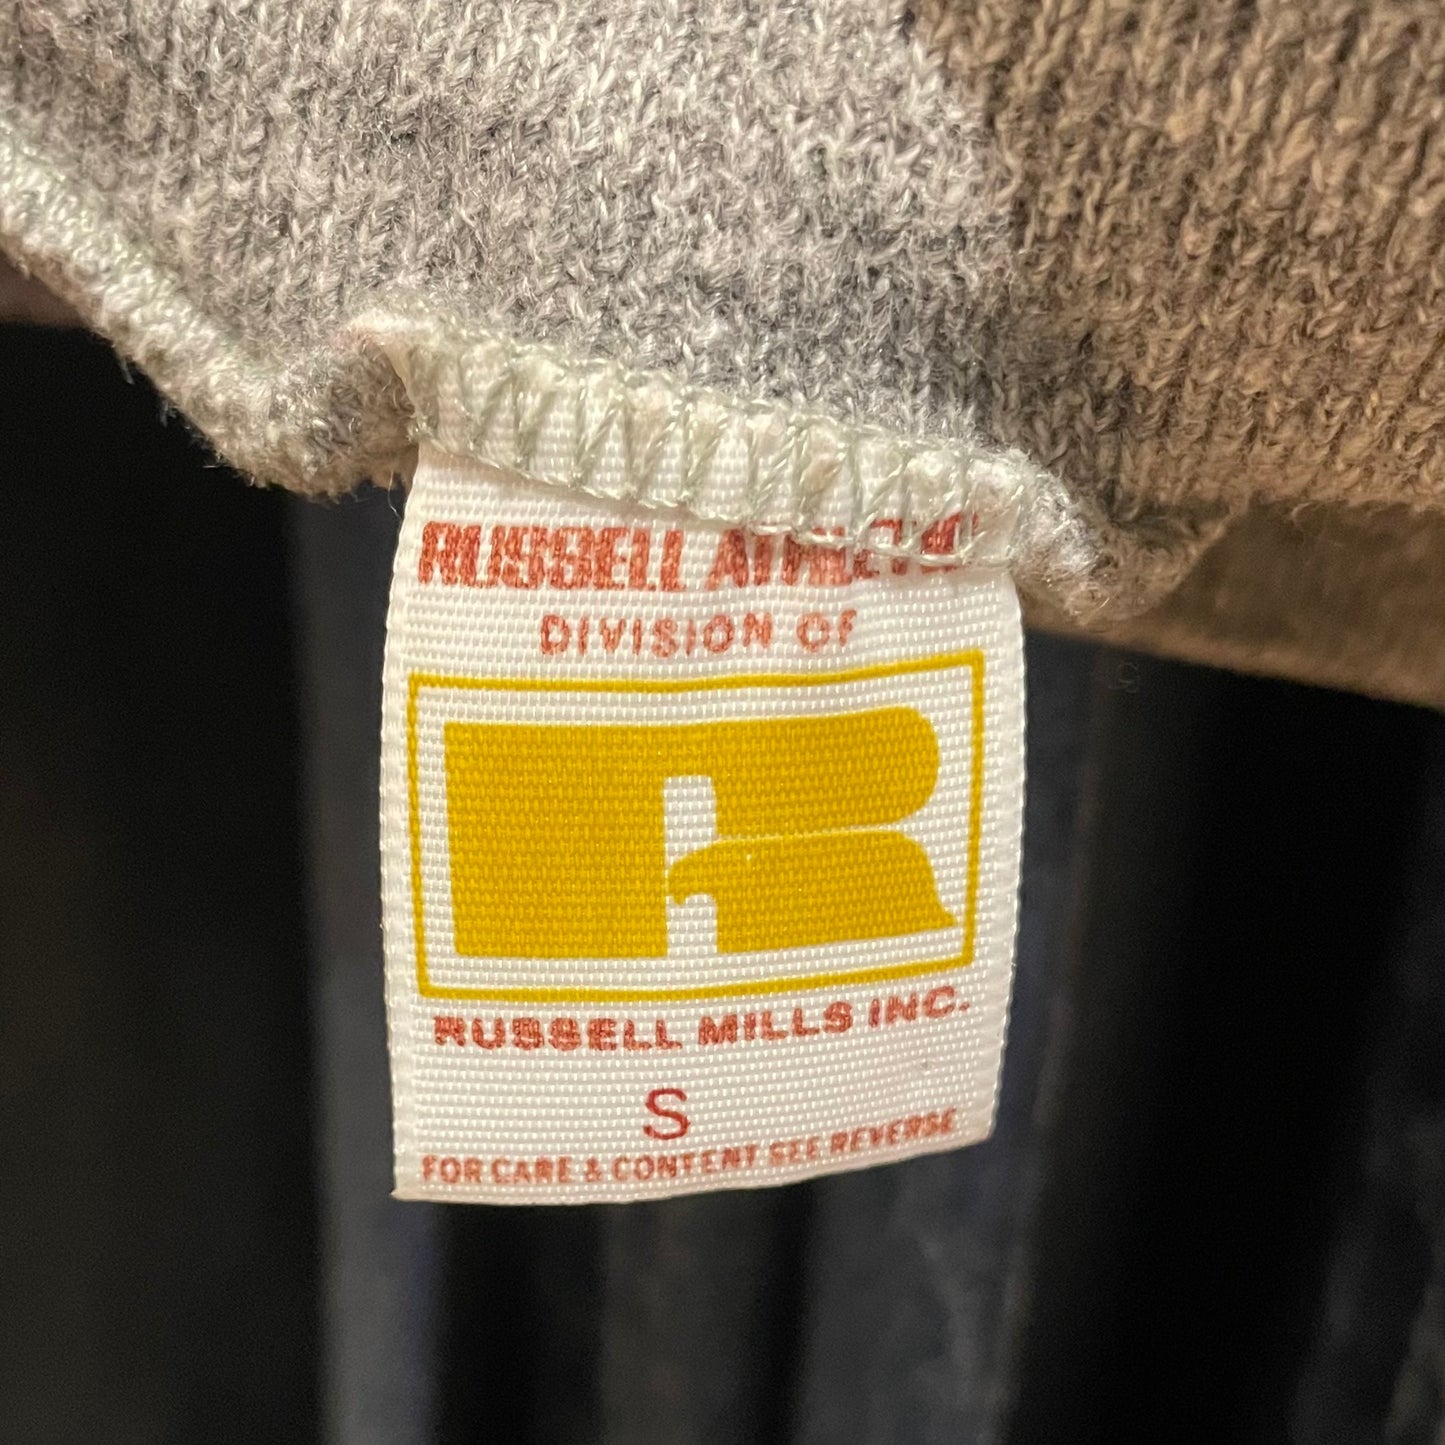 RUSSELL ATHLETIC
DIVISION OF
R
RUSSELL MILLS INC.
S
FOR CARE & CONTENT SEE REVERSE